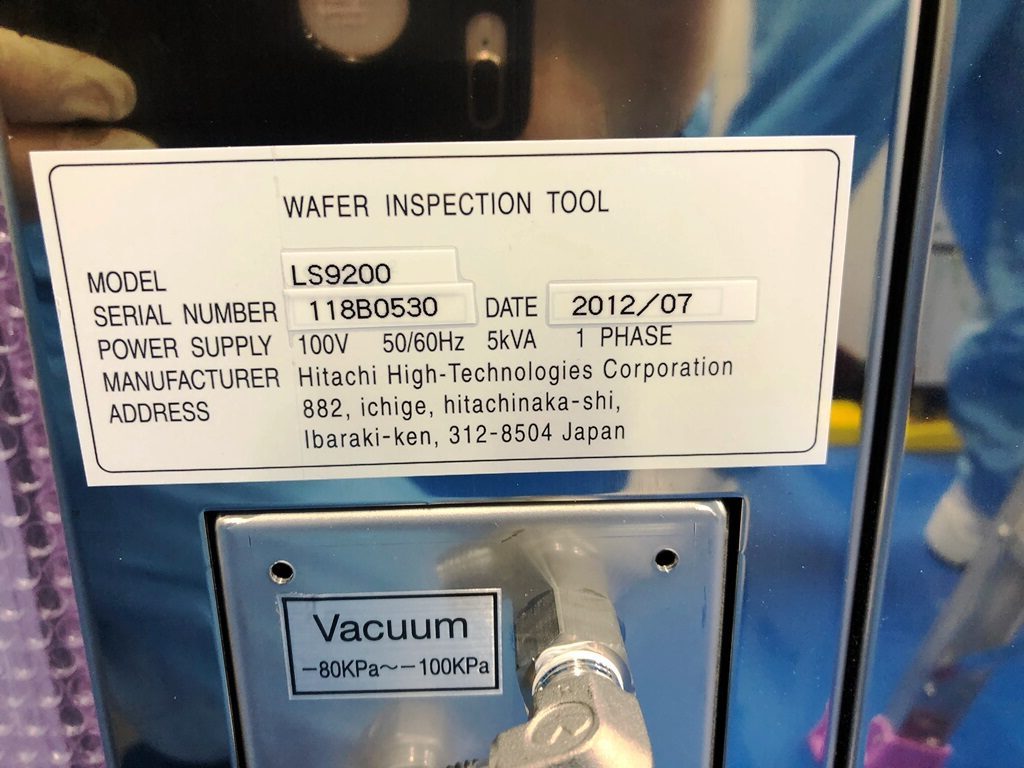 WAFER INSPECTION TOOL
MODEL LS9200
SERIAL NUMBER 118B0530 DATE 2012/07
POWER SUPPLY 100V 50/60Hz 5kVA 1 PHASE
MANUFACTURER Hitachi High-Technologies Corporation
ADDRESS 882, ichige, hitachinaka-shi,
Ibaraki-ken, 312-8504 Japan
Vacuum
−80KPa～−100KPa